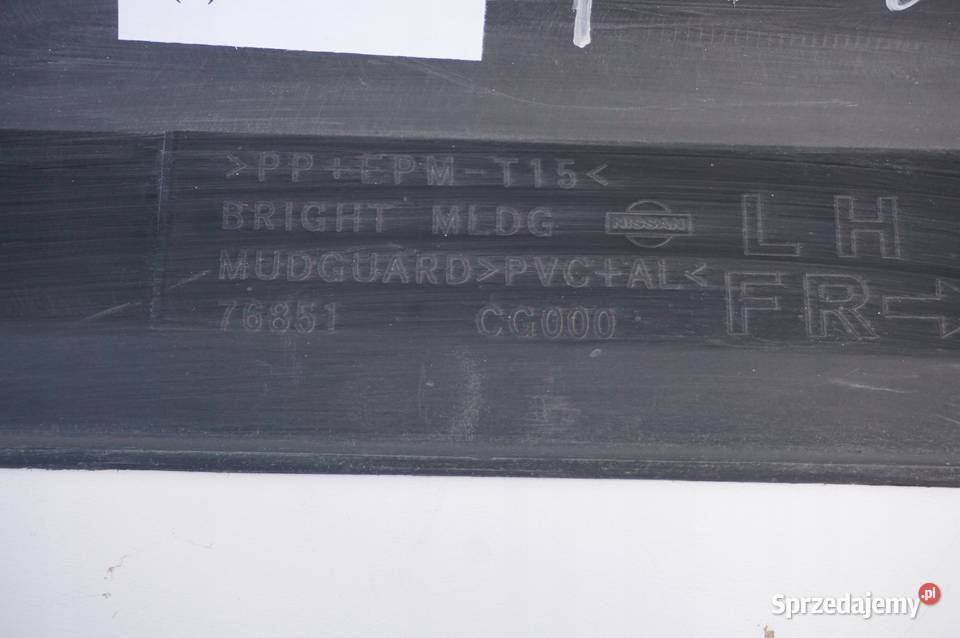 >PP+EPM-T15<
BRIGHT MLDG NISSAN LH
MUDGUARD>PVC+AL< FR
76851 CG000
Sprzedajemy.pl